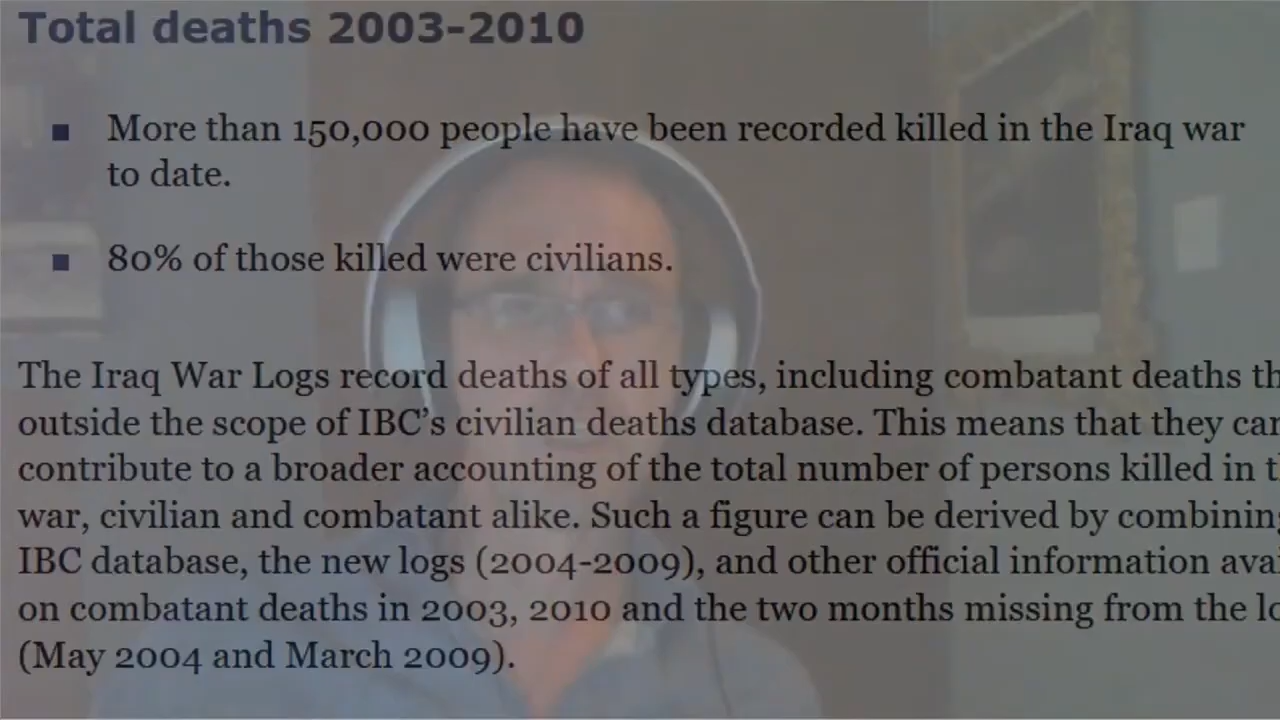 Total deaths 2003-2010
More than 150,000 people have been recorded killed in the Iraq war
to date.
80% of those killed were civilians.
The Iraq War Logs record deaths of all types, including combatant deaths th
outside the scope of IBC’s civilian deaths database. This means that they can
contribute to a broader accounting of the total number of persons killed in t
war, civilian and combatant alike. Such a figure can be derived by combining
IBC database, the new logs (2004-2009), and other official information ava
on combatant deaths in 2003, 2010 and the two months missing from the lo
(May 2004 and March 2009).